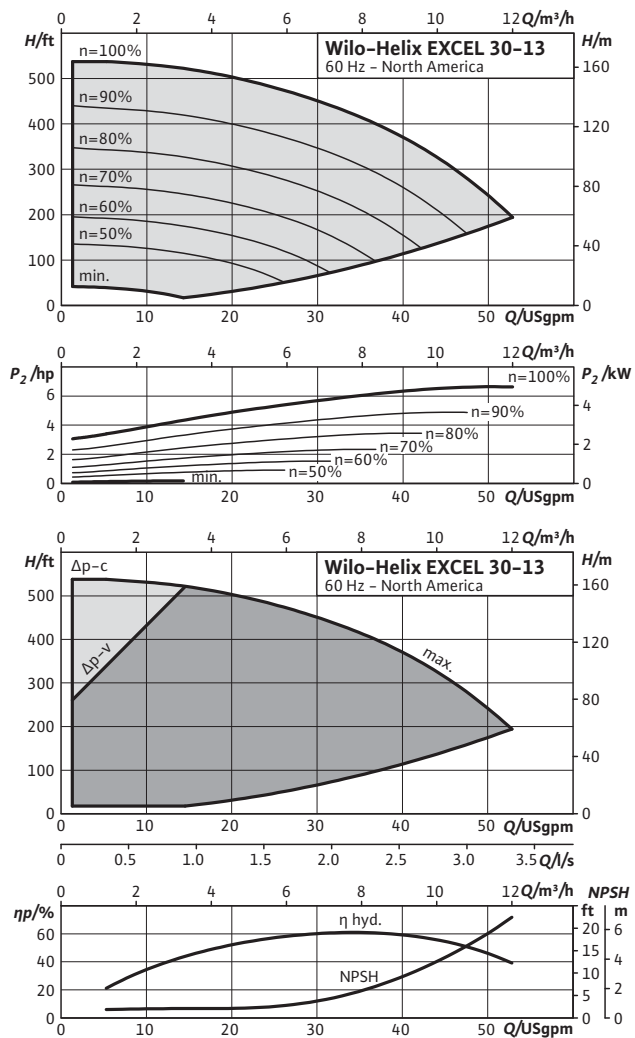 0 2 4 6 8 10 12 Q/m³/h
H/ft
H/m
Wilo-Helix EXCEL 30-13
60 Hz - North America
n=100%
n=90%
n=80%
n=70%
n=60%
n=50%
min.
500
400
300
200
100
0
160
120
80
40
0
0 10 20 30 40 50 Q/USgpm
0 2 4 6 8 10 12 Q/m³/h
P2 /hp
P2 /kW
n=100%
n=90%
n=80%
n=70%
n=60%
n=50%
min.
6
4
2
0
4
2
0
0 10 20 30 40 50 Q/USgpm
0 2 4 6 8 10 12 Q/m³/h
H/ft
H/m
Δp-c
Wilo-Helix EXCEL 30-13
60 Hz - North America
Δp-v
max.
500
400
300
200
100
0
160
120
80
40
0
0 10 20 30 40 50 Q/USgpm
0 0.5 1.0 1.5 2.0 2.5 3.0 3.5 Q/l/s
0 2 4 6 8 10 12 Q/m³/h
NPSH
ηp/%
ft m
η hyd.
NPSH
60
40
20
0
20
15
10
5
0
6
4
2
0
0 10 20 30 40 50 Q/USgpm